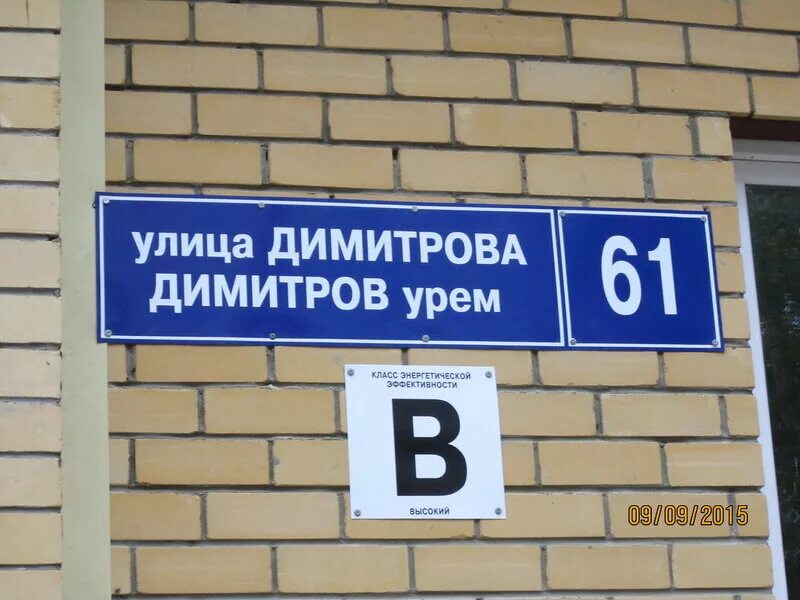 улица ДИМИТРОВА
ДИМИТРОВ урем
61
КЛАСС ЭНЕРГЕТИЧЕСКОЙ
ЭФФЕКТИВНОСТИ
В
ВЫСОКИЙ
09/09/2015